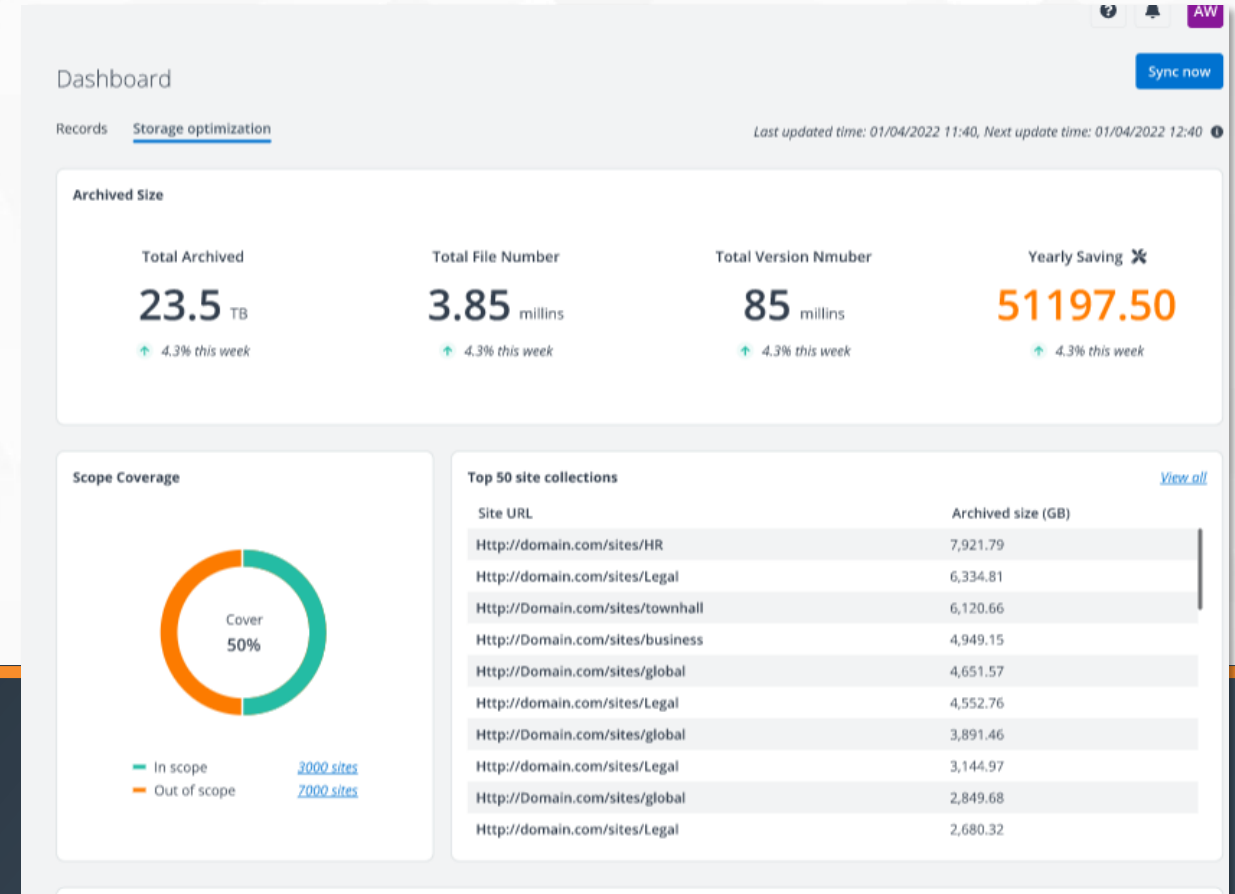 AW
Dashboard
Sync now
Records Storage optimization
Last updated time: 01/04/2022 11:40, Next update time: 01/04/2022 12:40
Archived Size
Total Archived Total File Number Total Version Nmuber Yearly Saving
23.5 TB 3.85 millins 85 millins 51197.50
4.3% this week 4.3% this week 4.3% this week 4.3% this week
Scope Coverage
Cover
50%
In scope 3000 sites
Out of scope 7000 sites
Top 50 site collections View all
Site URL Archived size (GB)
Http://domain.com/sites/HR 7,921.79
Http://domain.com/sites/Legal 6,334.81
Http://Domain.com/sites/townhall 6,120.66
Http://Domain.com/sites/business 4,949.15
Http://Domain.com/sites/global 4,651.57
Http://domain.com/sites/Legal 4,552.76
Http://Domain.com/sites/global 3,891.46
Http://domain.com/sites/Legal 3,144.97
Http://Domain.com/sites/global 2,849.68
Http://domain.com/sites/Legal 2,680.32